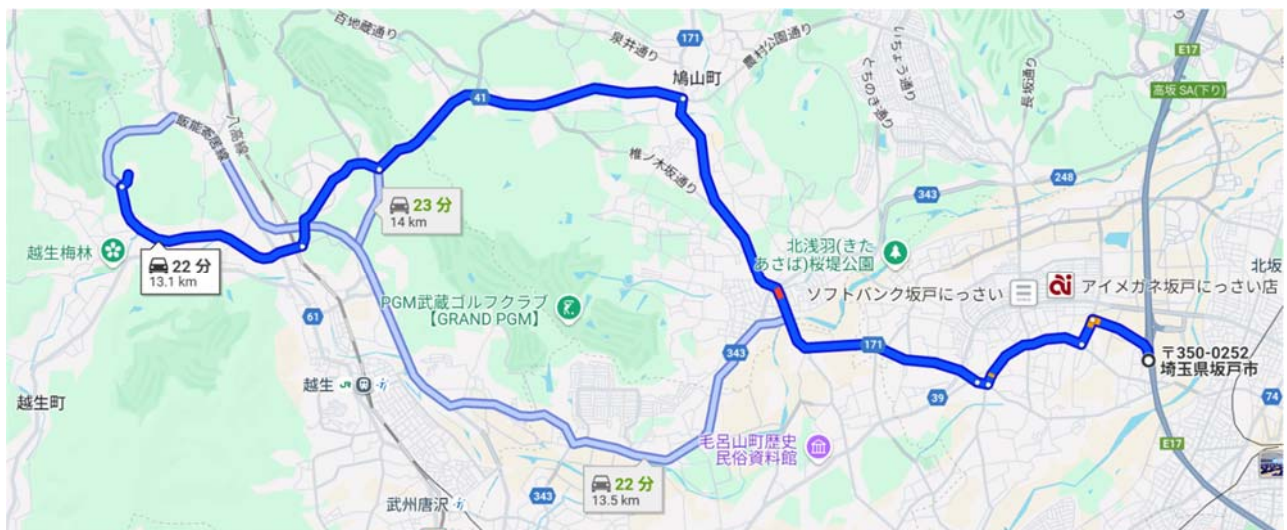 百地蔵通り
泉井通り
171
農村公園通り
いちょう通り
とちのき通り
長坂通り
E17
高坂 SA(下り)
鳩山町
41
飯能寄居線
八高線
椎ノ木坂通り
343
248
23 分
14 km
越生梅林
22 分
13.1 km
北浅羽(きた
あさば)桜堤公園
北坂
ソフトバンク坂戸にっさい
アイメガネ坂戸にっさい店
PGM武蔵ゴルフクラブ
【GRAND PGM】
61
343
171
〒350-0252
埼玉県坂戸市
越生 JR
39
74
越生町
毛呂山町歴史
民俗資料館
E17
22 分
13.5 km
343
武州唐沢